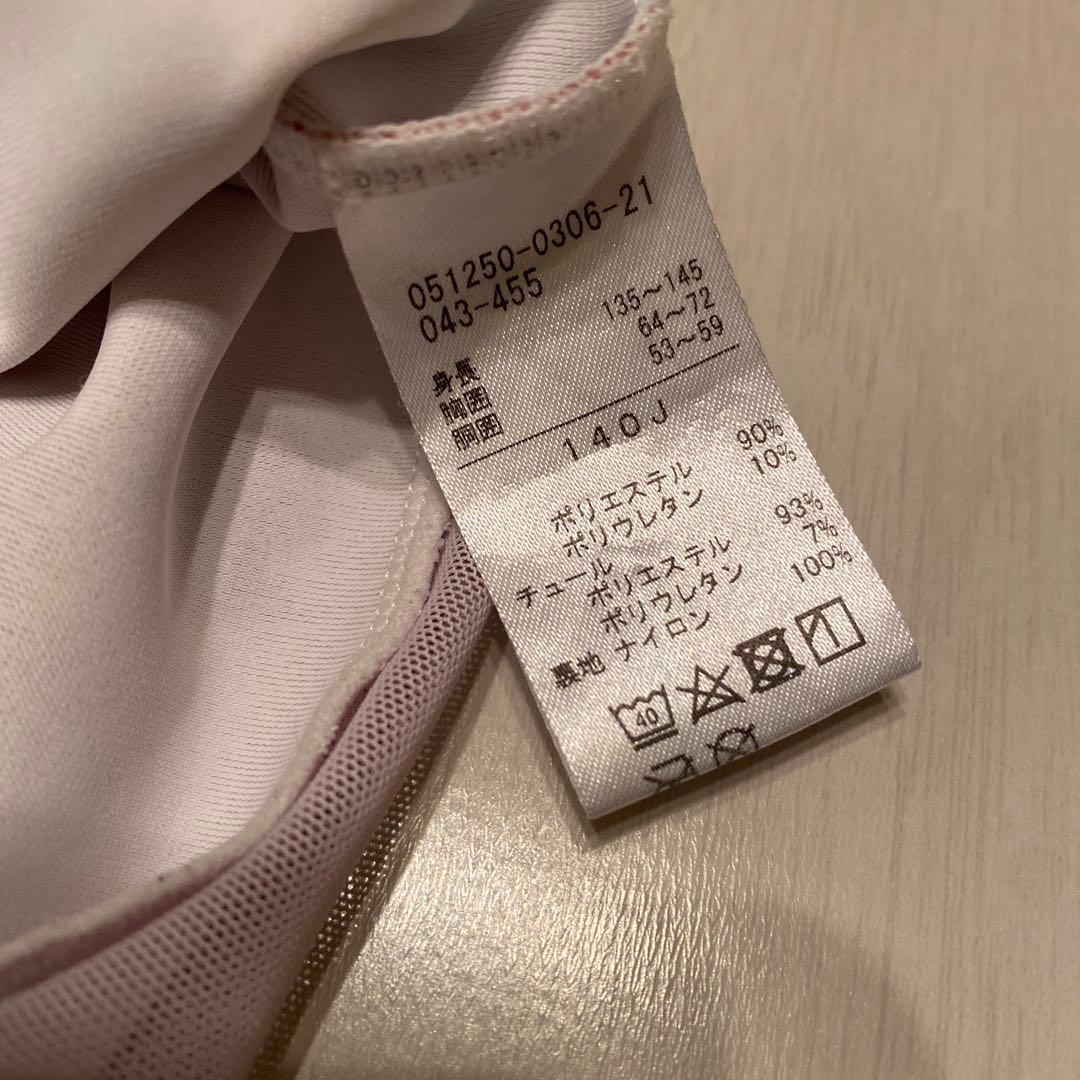 051250-0306-21
043-455
身長 135～145
胸囲 64～72
胴囲 53～59
140J
ポリエステル 90%
ポリウレタン 10%
チュール
ポリエステル 93%
ポリウレタン 7%
裏地 ナイロン 100%
40